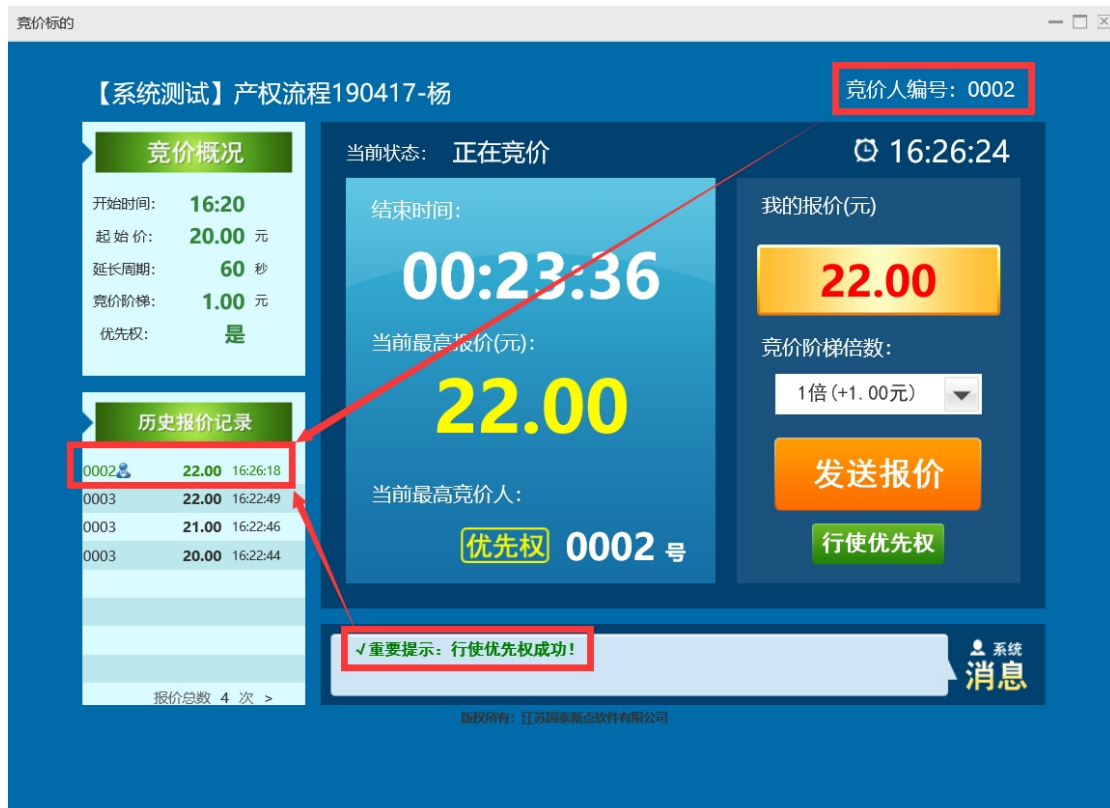 竞价标的
【系统测试】产权流程190417-杨
竞价人编号：0002
竞价概况
开始时间： 16:20
起 始 价： 20.00 元
延长周期： 60 秒
竞价阶梯： 1.00 元
优先权： 是
历史报价记录
0002 22.00 16:26:18
0003 22.00 16:22:49
0003 21.00 16:22:46
0003 20.00 16:22:44
报价总数 4 次 >
当前状态： 正在竞价
16:26:24
结束时间：
00:23:36
当前最高报价(元)：
22.00
当前最高竞价人：
优先权 0002 号
我的报价(元)
22.00
竞价阶梯倍数：
1倍(+1.00元)
发送报价
行使优先权
√重要提示：行使优先权成功！
系统
消息
版权所有：江苏国泰新点软件有限公司